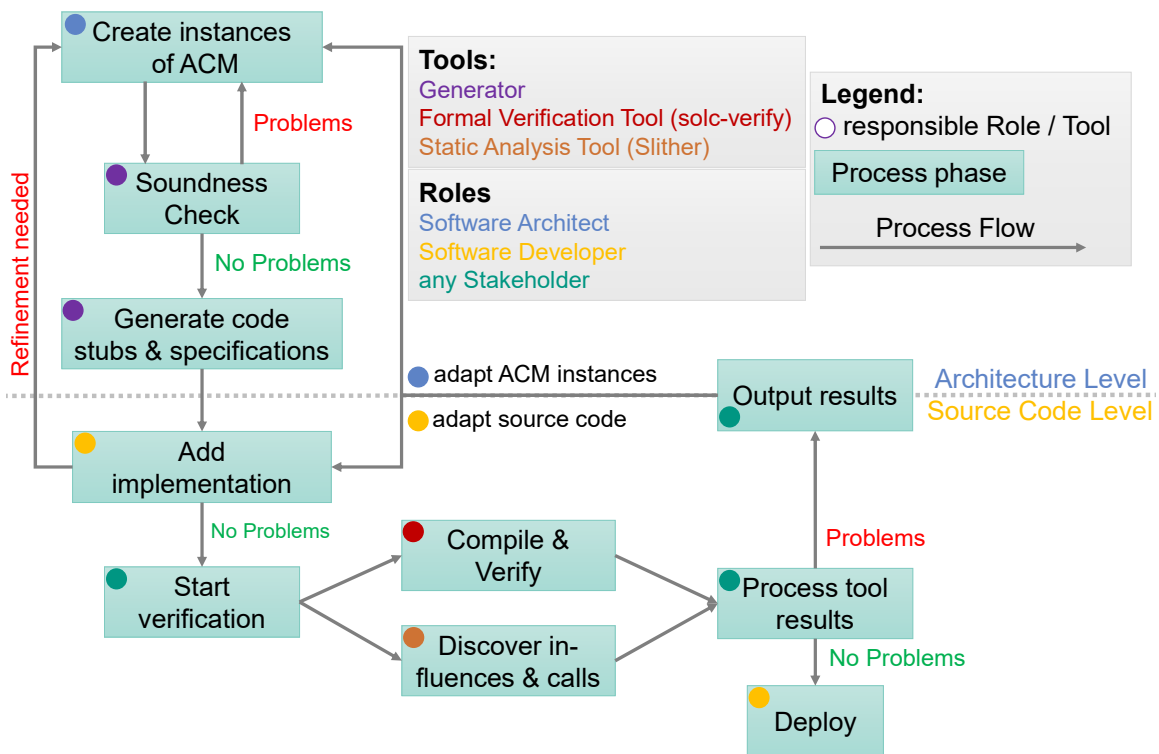 Create instances
of ACM
Problems
Soundness
Check
No Problems
Generate code
stubs & specifications
Refinement needed
Add
implementation
No Problems
Start
verification
Compile &
Verify
Discover in-
fluences & calls
Process tool
results
Problems
No Problems
Deploy
Output results
adapt ACM instances
adapt source code
Architecture Level
Source Code Level
Tools:
Generator
Formal Verification Tool (solc-verify)
Static Analysis Tool (Slither)
Roles
Software Architect
Software Developer
any Stakeholder
Legend:
responsible Role / Tool
Process phase
Process Flow